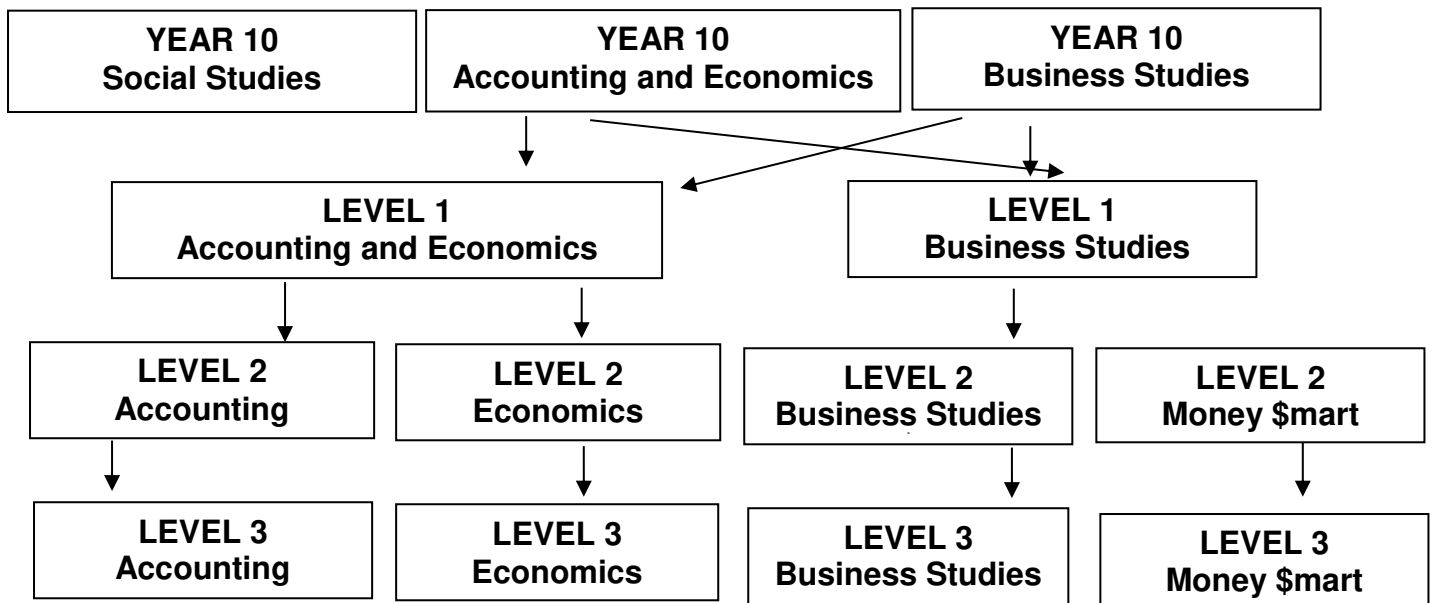 YEAR 10
Social Studies
YEAR 10
Accounting and Economics
YEAR 10
Business Studies
LEVEL 1
Accounting and Economics
LEVEL 1
Business Studies
LEVEL 2
Accounting
LEVEL 2
Economics
LEVEL 2
Business Studies
LEVEL 2
Money $mart
LEVEL 3
Accounting
LEVEL 3
Economics
LEVEL 3
Business Studies
LEVEL 3
Money $mart